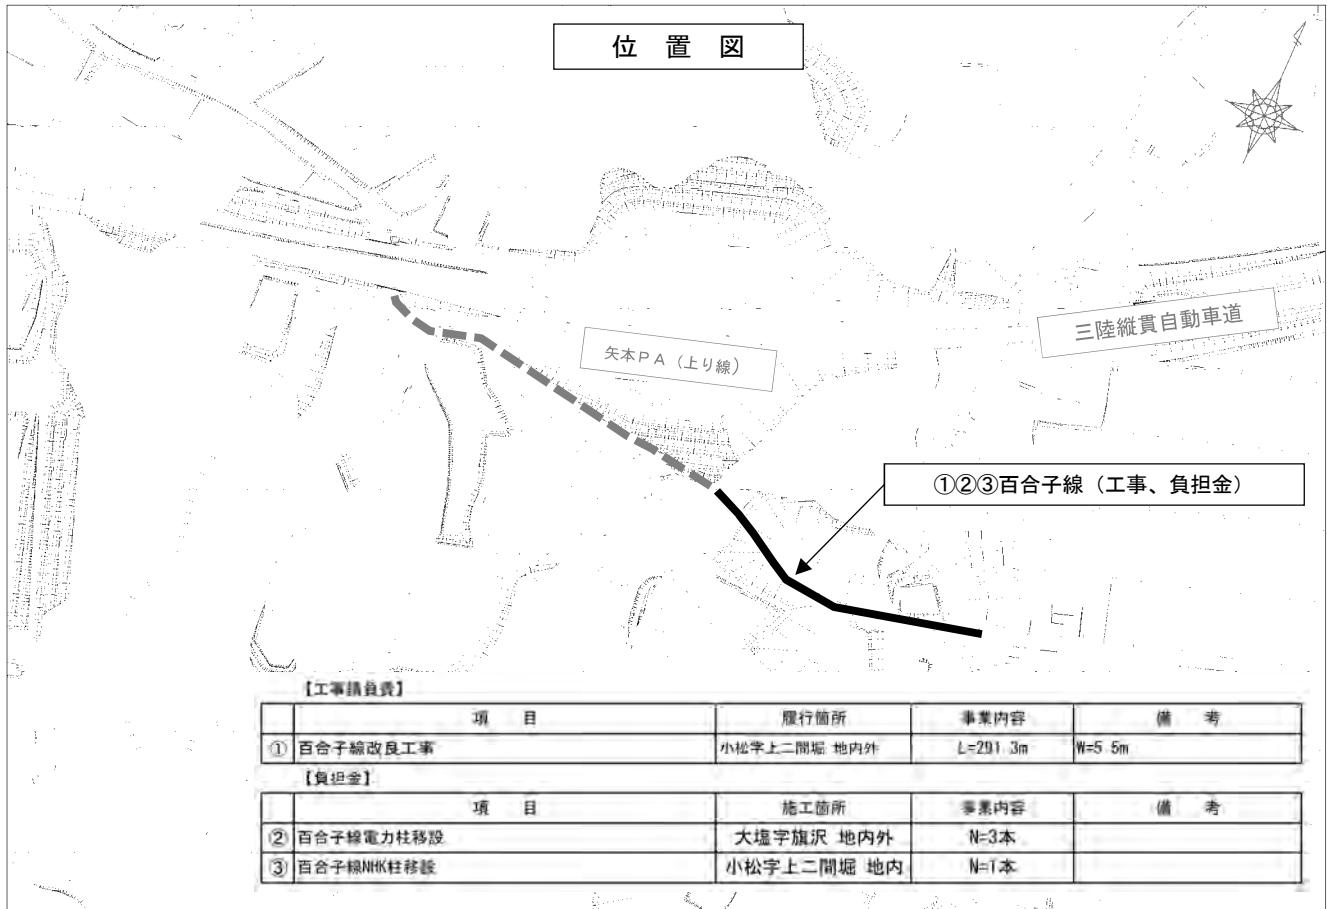 位 置 図
三陸縦貫自動車道
矢本PA（上り線）
①②③百合子線（工事、負担金）
【工事請負費】
項 目 履行箇所 事業内容 備 考
① 百合子線改良工事 小松字上二間堀 地内外 L=291.3m W=5.5m
【負担金】
項 目 施工箇所 事業内容 備 考
② 百合子線電力柱移設 大塩字旗沢 地内外 N=3本
③ 百合子線NHK柱移設 小松字上二間堀 地内 N=1本